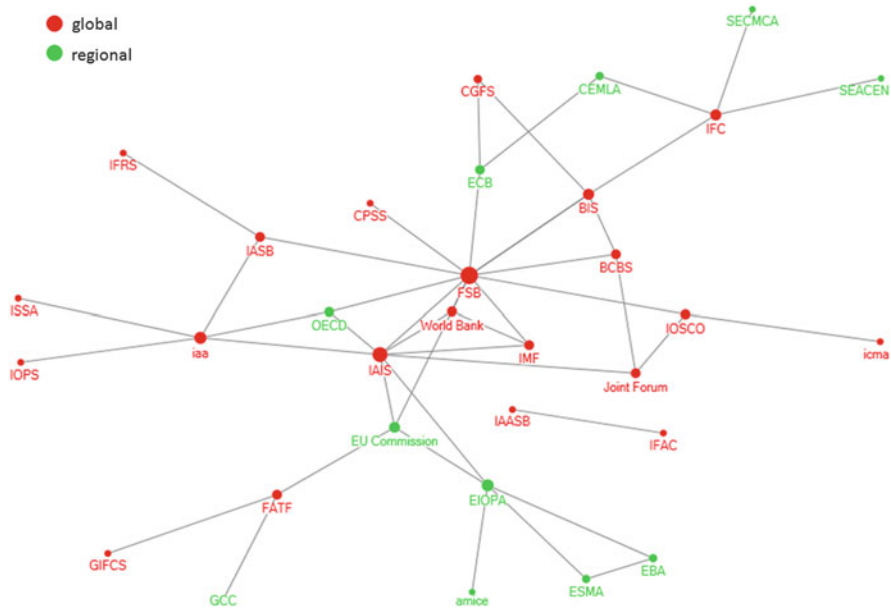 global
regional
SECMCA
CGFS
CEMLA
SEACEN
IFC
IFRS
ECB
CPSS
BIS
IASB
BCBS
FSB
ISSA
OECD
World Bank
IOSCO
iaa
IAIS
IMF
icma
IOPS
Joint Forum
IAASB
EU Commission
IFAC
EIOPA
FATF
GIFCS
EBA
ESMA
GCC
amice